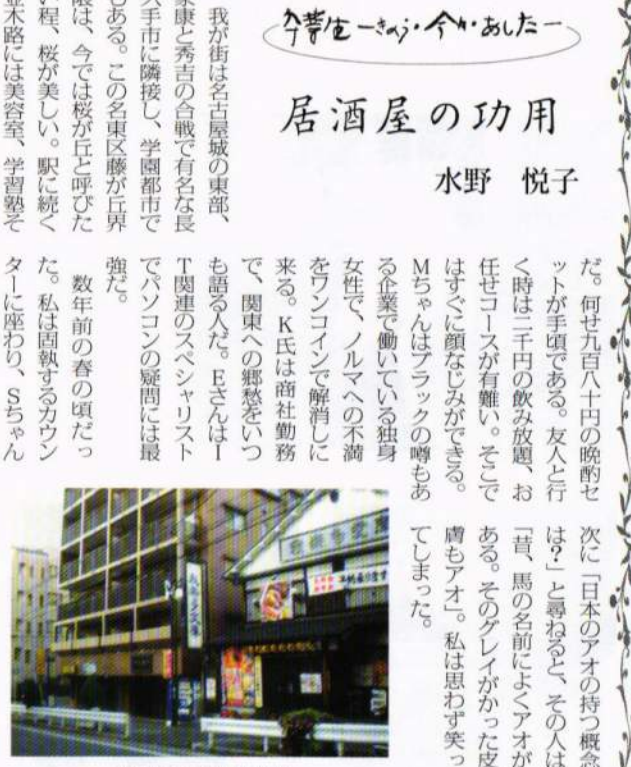 卒業生 ーきのう・今日・あしたー
居酒屋の功用
水野 悦子
我が街は名古屋城の東部、
家康と秀吉の合戦で有名な長
久手市に隣接し、学園都市で
もある。この名東区藤が丘界
隈は、今では桜が丘と呼びた
い程、桜が美しい。駅に続く
並木路には美容室、学習塾そ
だ。何せ九百八十円の晩酌セ
ットが手頃である。友人と行
く時は二千円の飲み放題、お
任せコースが有難い。そこで
はすぐに顔なじみができる。
Mちゃんはブラックの噂もあ
る企業で働いている独身
女性で、ノルマへの不満
をワンコインで解消しに
来る。K氏は商社勤務
で、関東への郷愁をいつ
も語る人だ。EさんはI
T関連のスペシャリスト
でパソコンの疑問には最
強だ。
数年前の春の頃だっ
た。私は固執するカウン
ターに座わり、Sちゃん
次に「日本のアオの持つ概念
は?」と尋ねると、その人は
「昔、馬の名前によくアオが
ある。そのグレイがかった皮
膚もアオ」。私は思わず笑っ
てしまった。